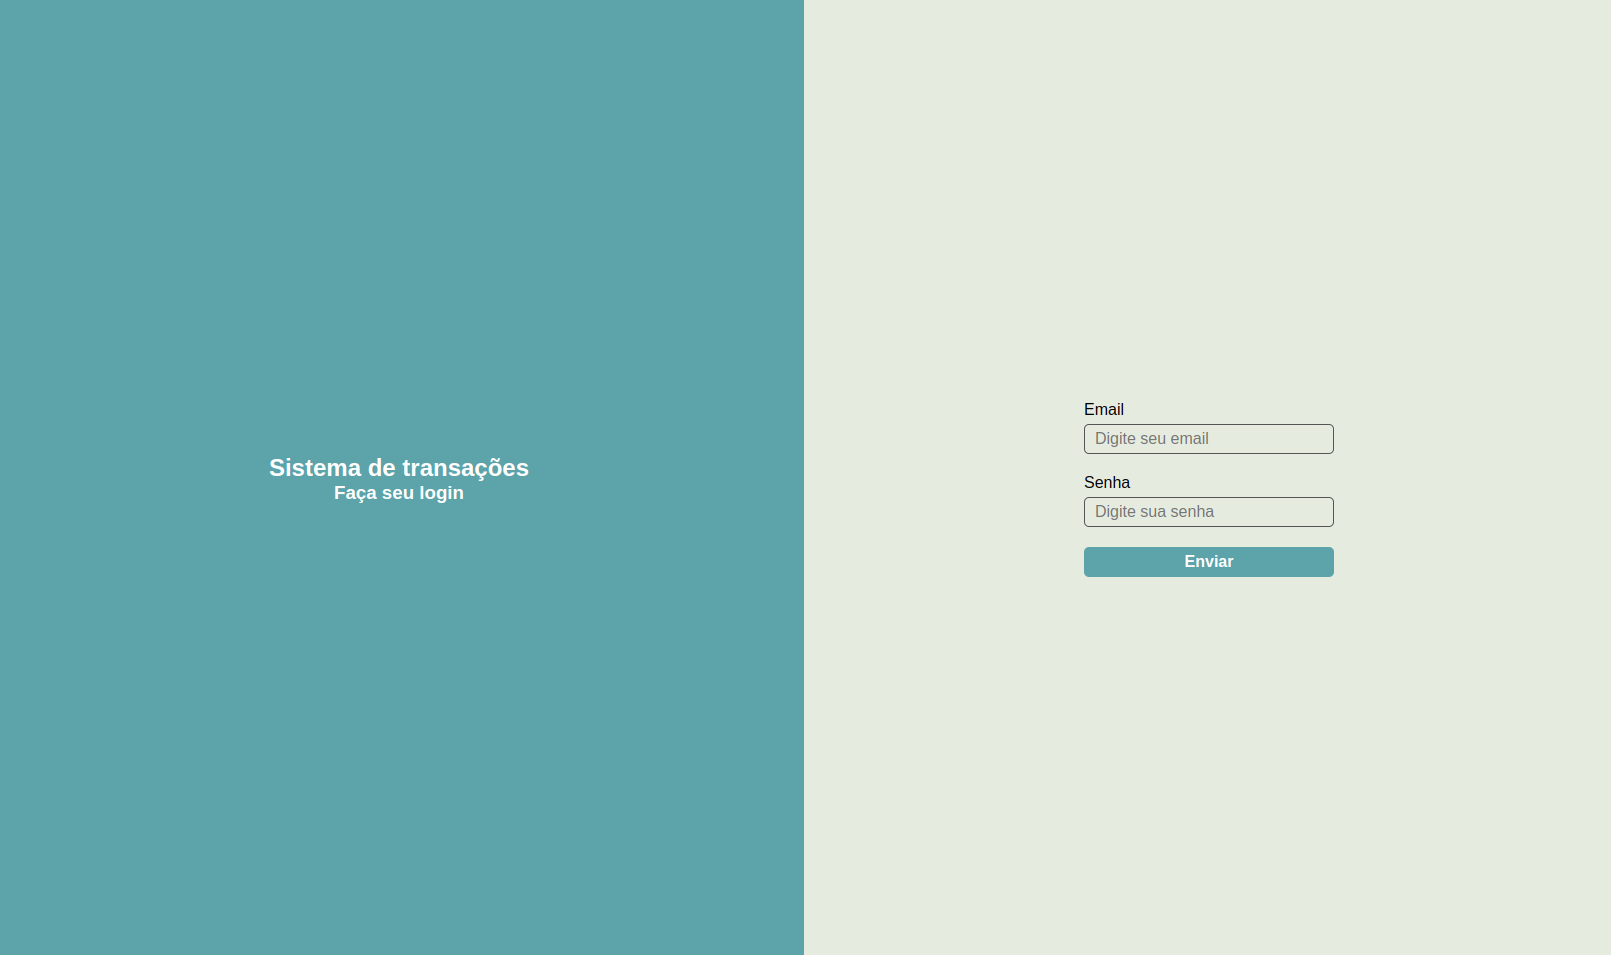 Sistema de transações
Faça seu login
Email
Digite seu email
Senha
Digite sua senha
Enviar